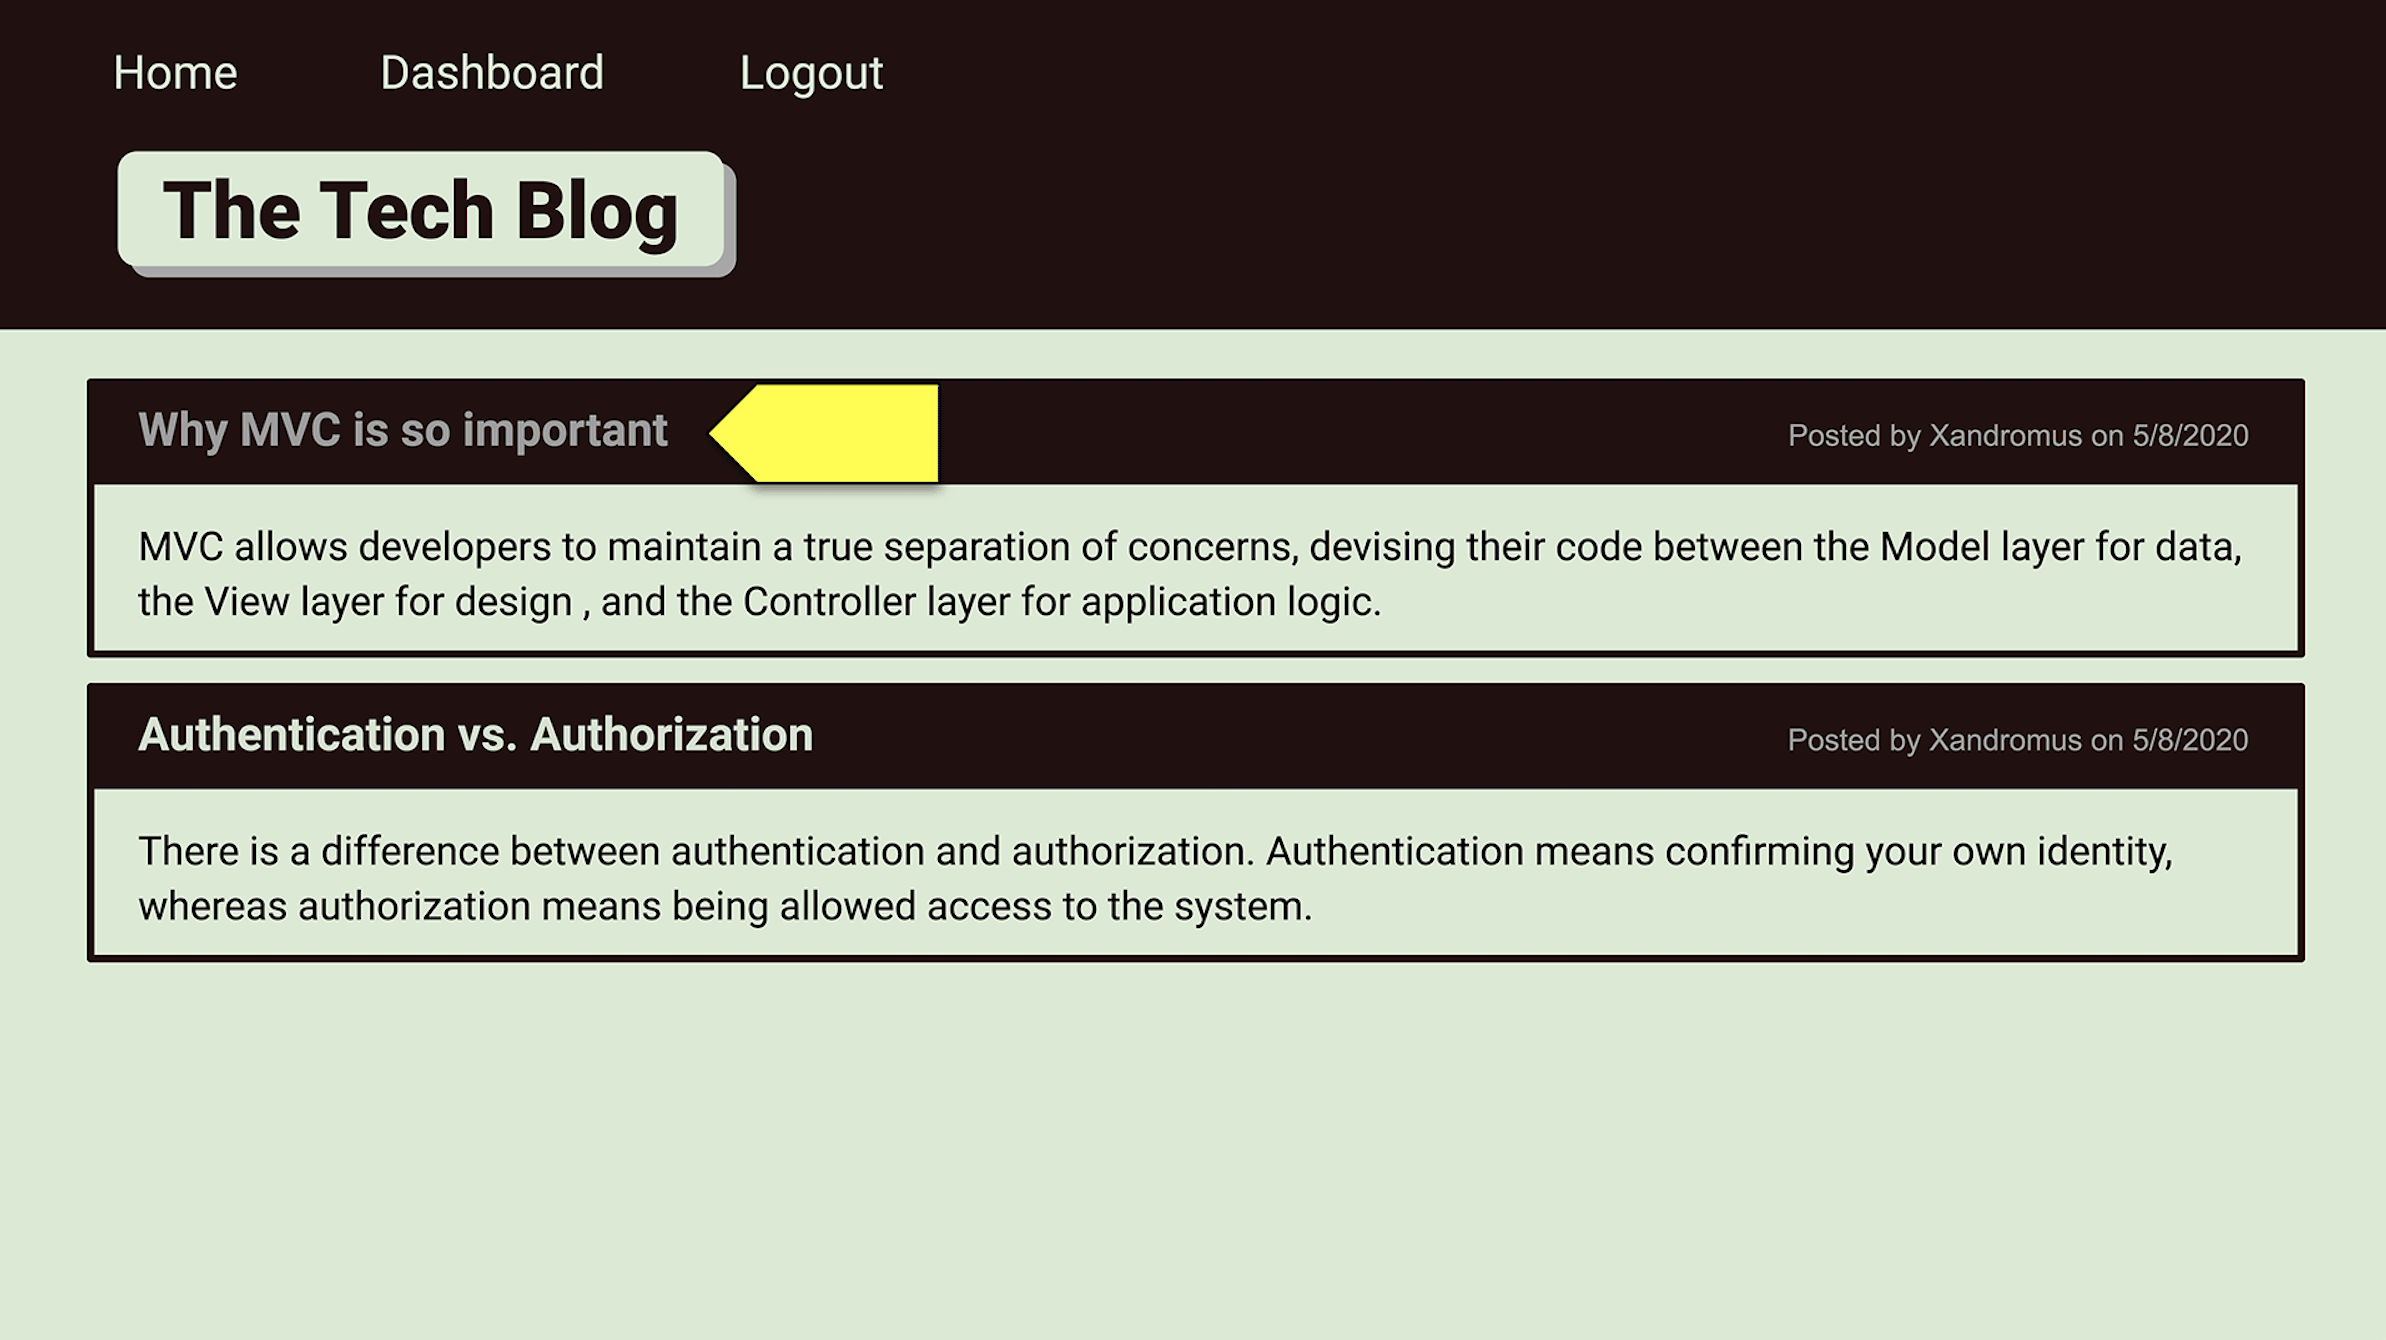 Home Dashboard Logout
The Tech Blog
Why MVC is so important Posted by Xandromus on 5/8/2020
MVC allows developers to maintain a true separation of concerns, devising their code between the Model layer for data,
the View layer for design , and the Controller layer for application logic.
Authentication vs. Authorization Posted by Xandromus on 5/8/2020
There is a difference between authentication and authorization. Authentication means confirming your own identity,
whereas authorization means being allowed access to the system.